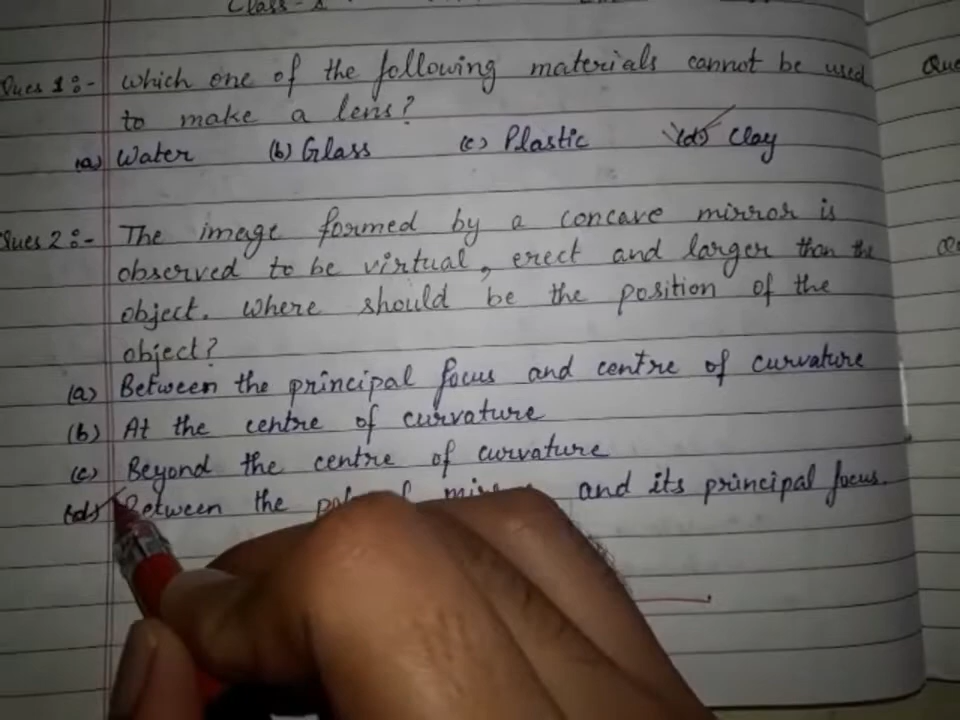 Class - X
Ques 1:- Which one of the following materials cannot be used
to make a lens?
(a) Water (b) Glass (c) Plastic (d) Clay
Ques 2:- The image formed by a concave mirror is
observed to be virtual, erect and larger than the
object. Where should be the position of the
object?
(a) Between the principal focus and centre of curvature
(b) At the centre of curvature
(c) Beyond the centre of curvature
(d) Between the and its principal focus.
Que